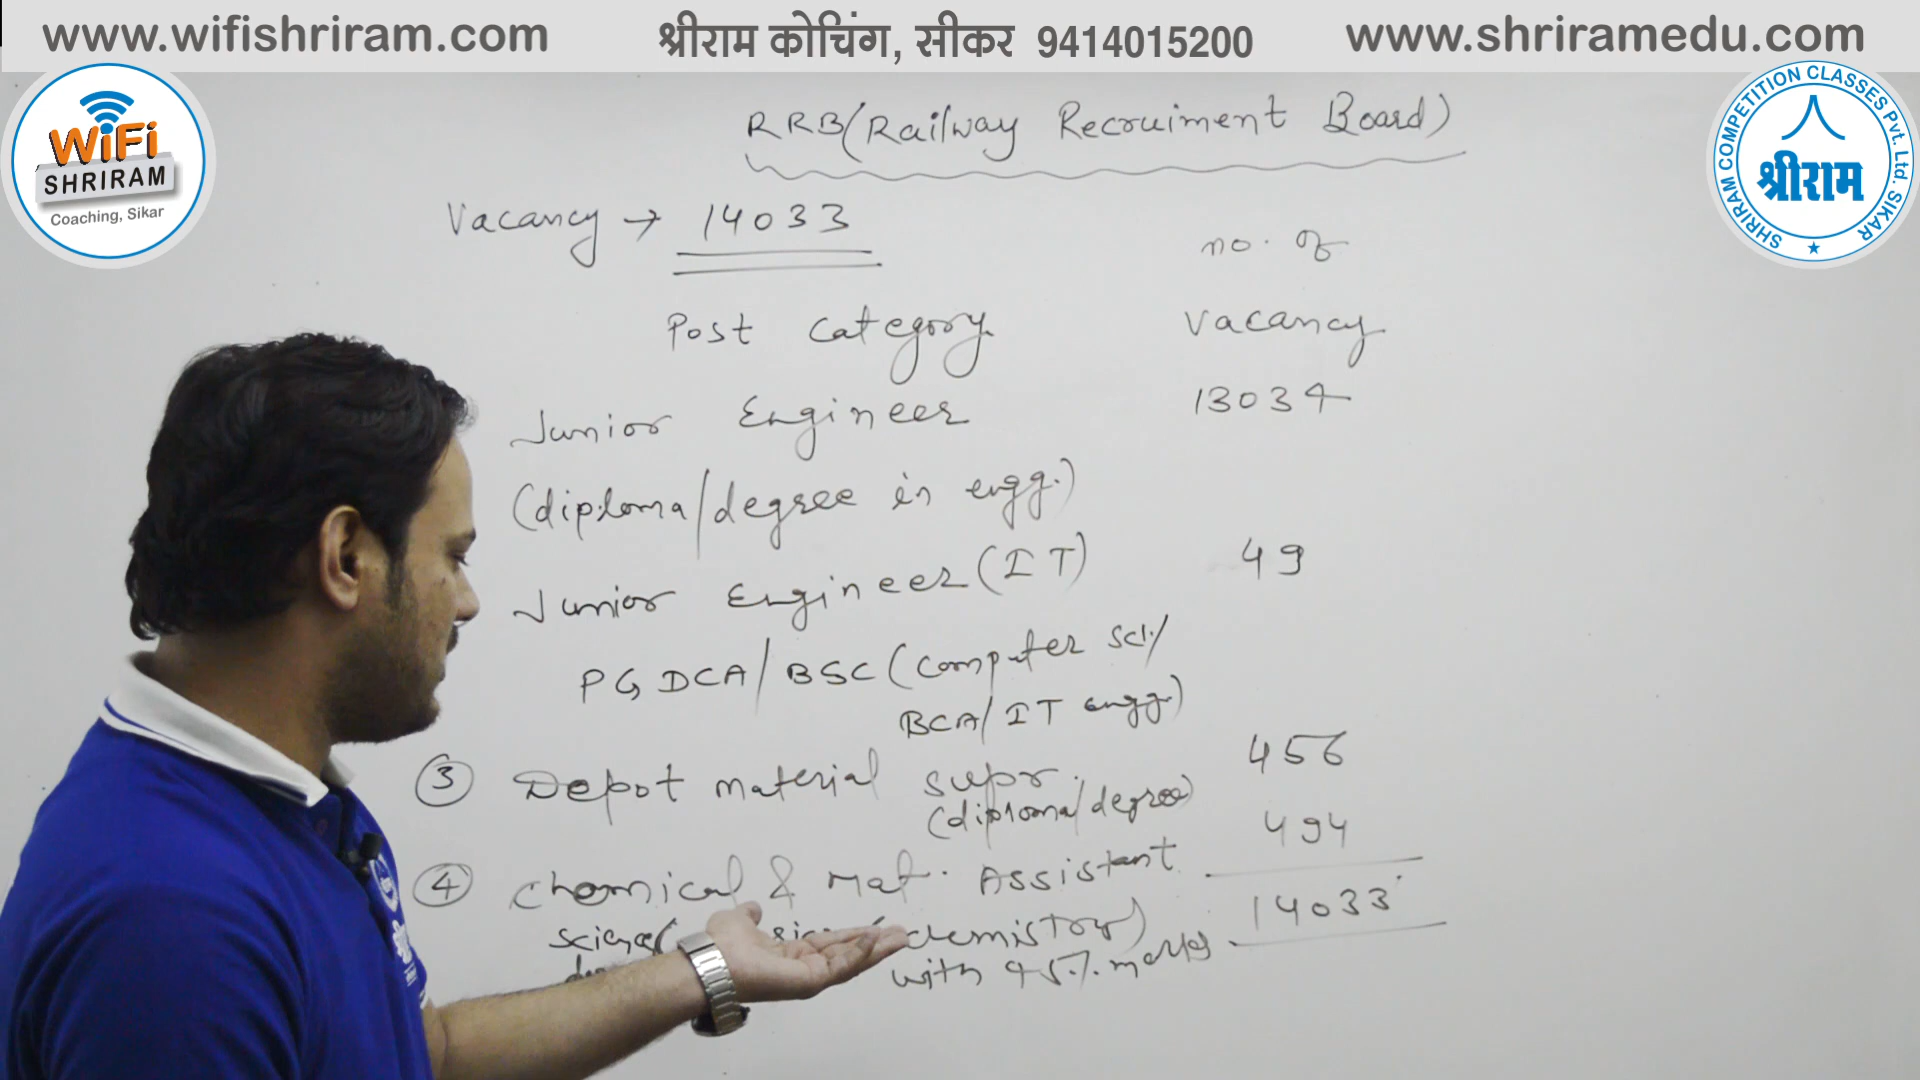 www.wifishriram.com
श्रीराम कोचिंग, सीकर 9414015200
www.shriramedu.com
WiFi
SHRIRAM
Coaching, Sikar
SHRIRAM COMPETITION CLASSES Pvt. Ltd. SIKAR
श्रीराम
RRB (Railway Recruiment Board)
Vacancy → 14033
Post Category no. of Vacancy
Junior Engineer 13034
(diploma/degree in engg.)
Junior Engineer (IT) 49
PGDCA/BSC (Computer sci./
BCA/IT engg.)
3 Depot material supr. 456
(diploma/degree)
4 Chemical & Mat. Assistant 494
science( chemistry) 14033
with 45% marks